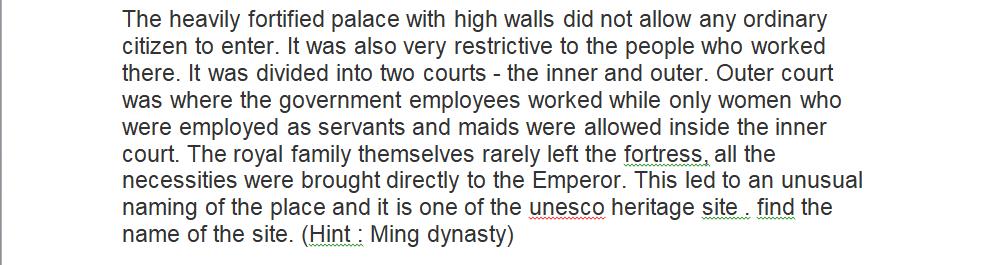 The heavily fortified palace with high walls did not allow any ordinary
citizen to enter. It was also very restrictive to the people who worked
there. It was divided into two courts - the inner and outer. Outer court
was where the government employees worked while only women who
were employed as servants and maids were allowed inside the inner
court. The royal family themselves rarely left the fortress, all the
necessities were brought directly to the Emperor. This led to an unusual
naming of the place and it is one of the unesco heritage site . find the
name of the site. (Hint : Ming dynasty)